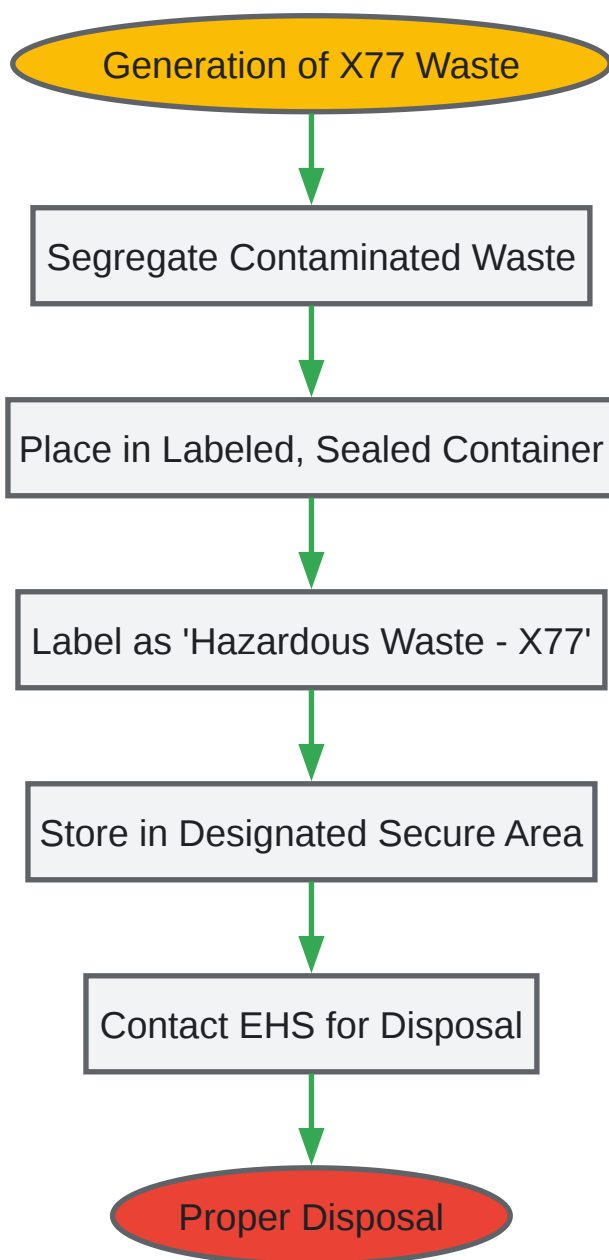 Generation of X77 Waste
Segregate Contaminated Waste
Place in Labeled, Sealed Container
Label as 'Hazardous Waste - X77'
Store in Designated Secure Area
Contact EHS for Disposal
Proper Disposal